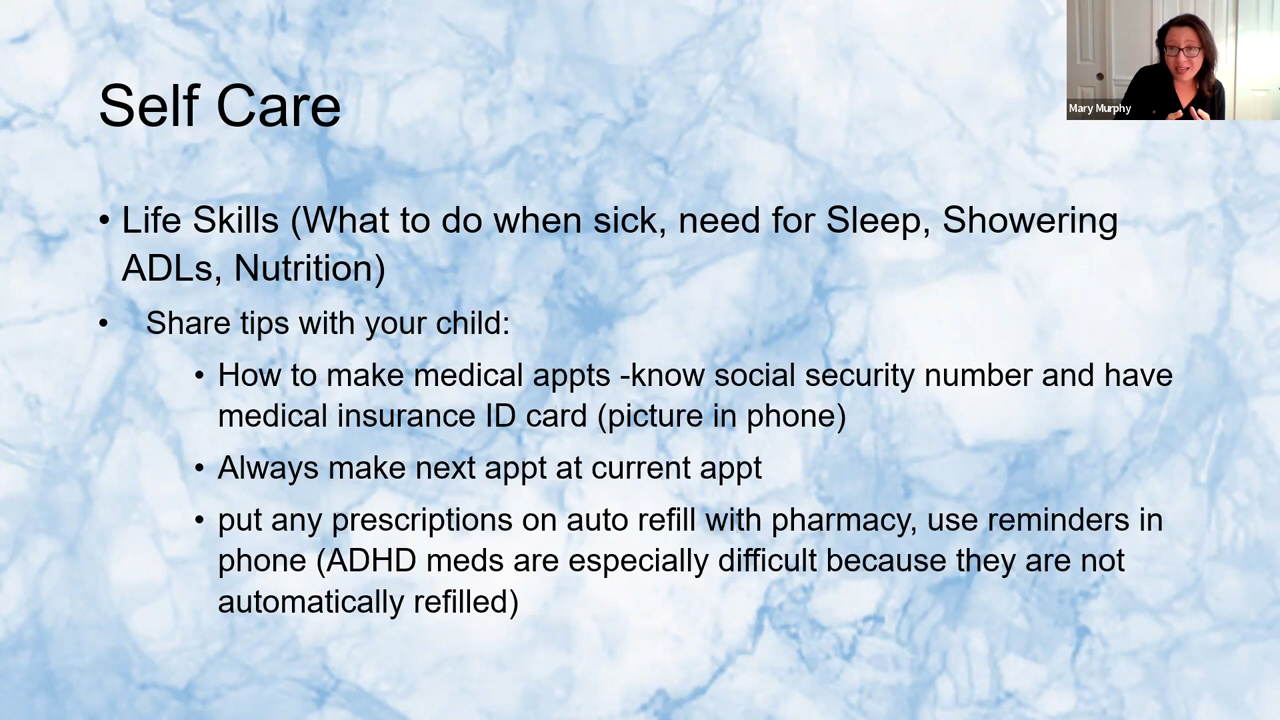 Self Care
Mary Murphy
• Life Skills (What to do when sick, need for Sleep, Showering
ADLs, Nutrition)
• Share tips with your child:
• How to make medical appts -know social security number and have
medical insurance ID card (picture in phone)
• Always make next appt at current appt
• put any prescriptions on auto refill with pharmacy, use reminders in
phone (ADHD meds are especially difficult because they are not
automatically refilled)